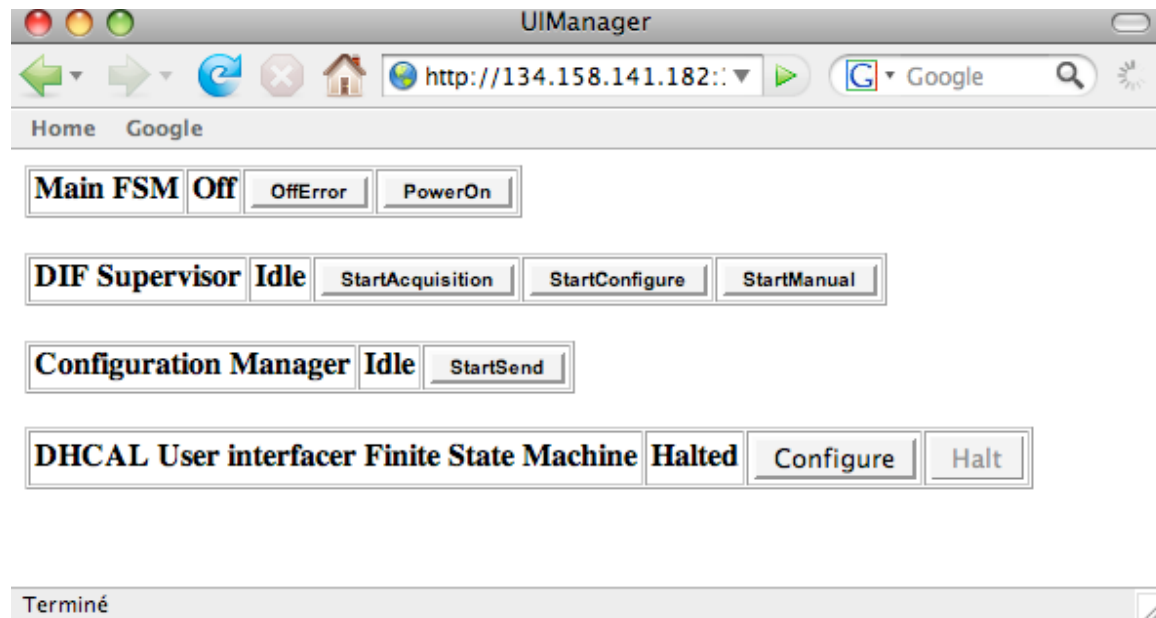 UIManager
http://134.158.141.182::
Google
Home Google
Main FSM Off OffError PowerOn
DIF Supervisor Idle StartAcquisition StartConfigure StartManual
Configuration Manager Idle StartSend
DHCAL User interfacer Finite State Machine Halted Configure Halt
Terminé